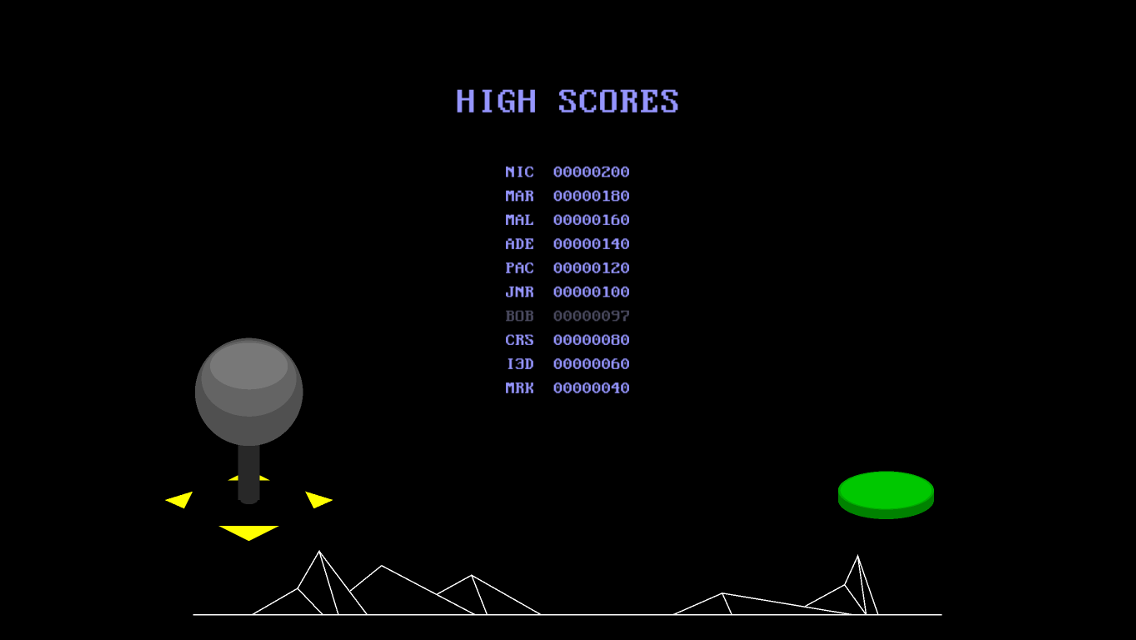 HIGH SCORES
NIC 00000200
MAR 00000180
MAL 00000160
ADE 00000140
PAC 00000120
JNR 00000100
BOB 00000097
CRS 00000080
I3D 00000060
MRK 00000040